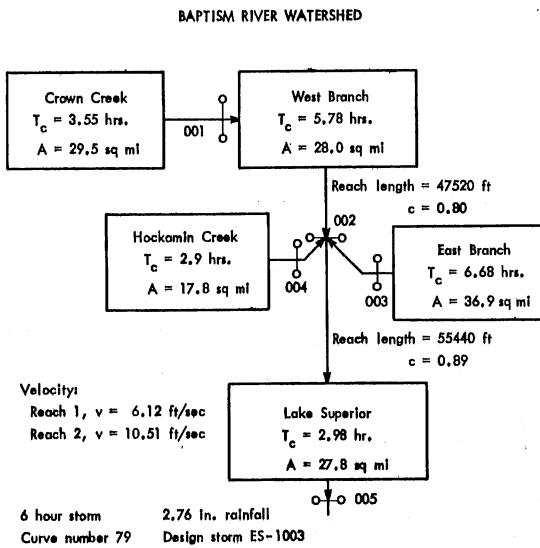 BAPTISM RIVER WATERSHED
Crown Creek
Tc = 3.55 hrs.
A = 29.5 sq mi
001
West Branch
Tc = 5.78 hrs.
A = 28.0 sq mi
Reach length = 47520 ft
c = 0.80
002
Hockamin Creek
Tc = 2.9 hrs.
A = 17.8 sq mi
004
003
East Branch
Tc = 6.68 hrs.
A = 36.9 sq mi
Reach length = 55440 ft
c = 0.89
Velocity:
Reach 1, v = 6.12 ft/sec
Reach 2, v = 10.51 ft/sec
Lake Superior
Tc = 2.98 hr.
A = 27.8 sq mi
005
6 hour storm 2.76 in. rainfall
Curve number 79 Design storm ES-1003